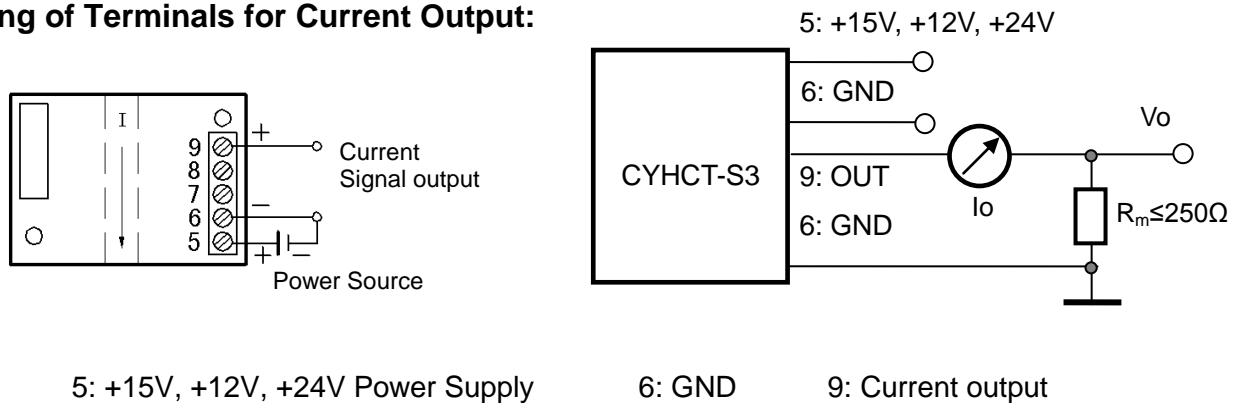 ng of Terminals for Current Output:
I
9
8
7
6
5
+
−
+
−
Current
Signal output
Power Source
5: +15V, +12V, +24V
6: GND
CYHCT-S3
9: OUT
6: GND
Io
Vo
Rm≤250Ω
5: +15V, +12V, +24V Power Supply 6: GND 9: Current output